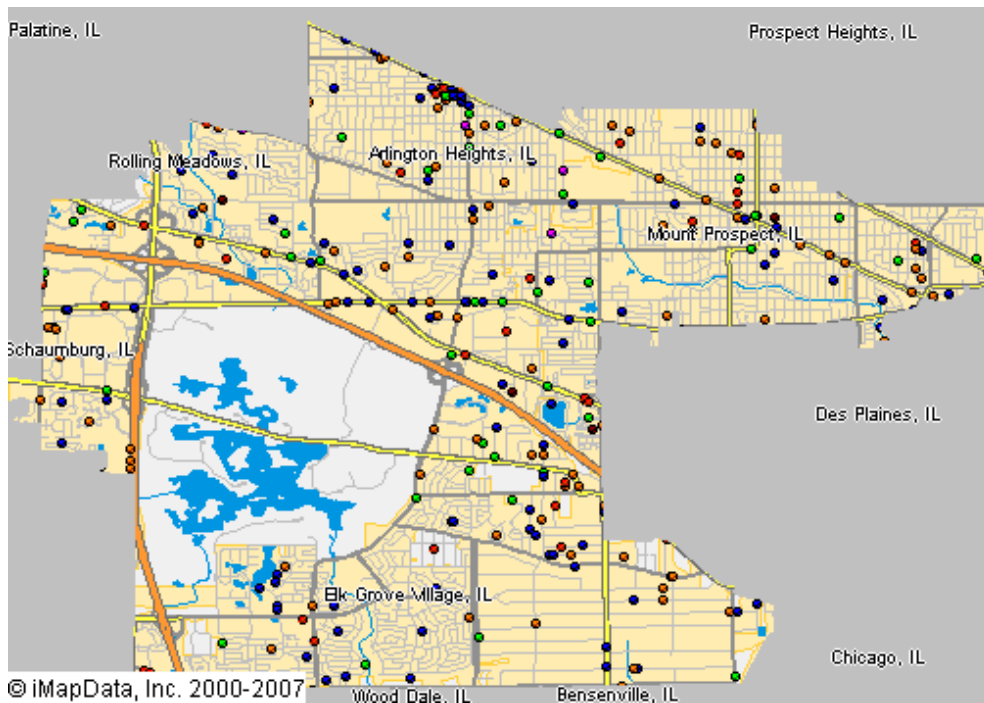 Palatine, IL
Prospect Heights, IL
Arlington Heights, IL
Rolling Meadows, IL
Mount Prospect, IL
Schaumburg, IL
Des Plaines, IL
Elk Grove Village, IL
Chicago, IL
© iMapData, Inc. 2000-2007
Wood Dale, IL
Bensenville, IL